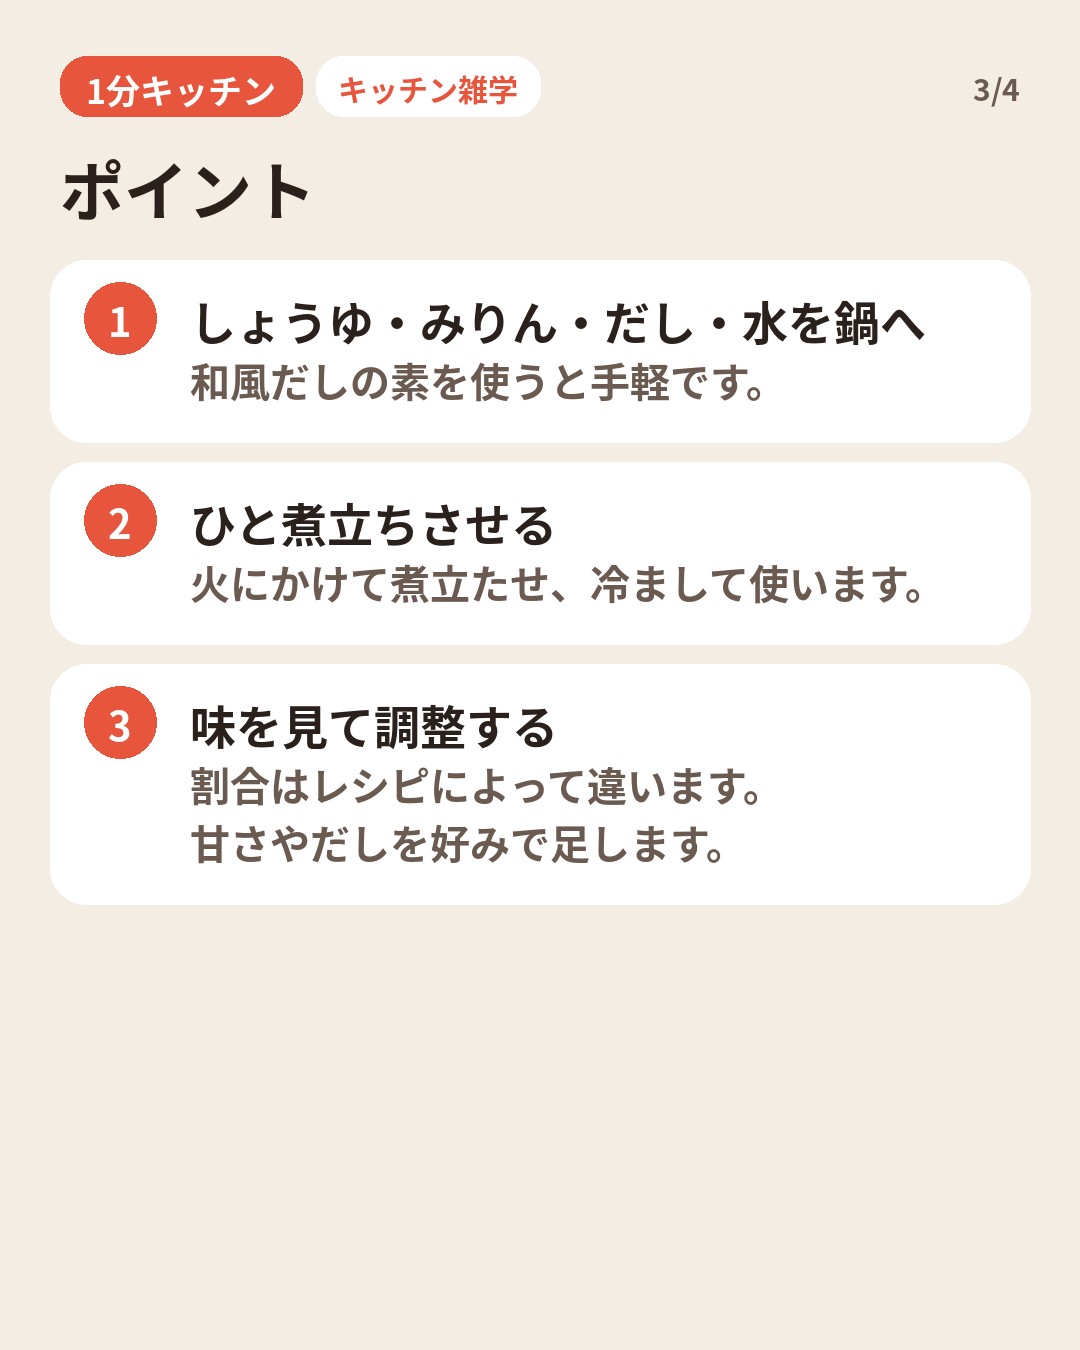 1分キッチン キッチン雑学 3/4
ポイント
1 しょうゆ・みりん・だし・水を鍋へ
和風だしの素を使うと手軽です。
2 ひと煮立ちさせる
火にかけて煮立たせ、冷まして使います。
3 味を見て調整する
割合はレシピによって違います。
甘さやだしを好みで足します。